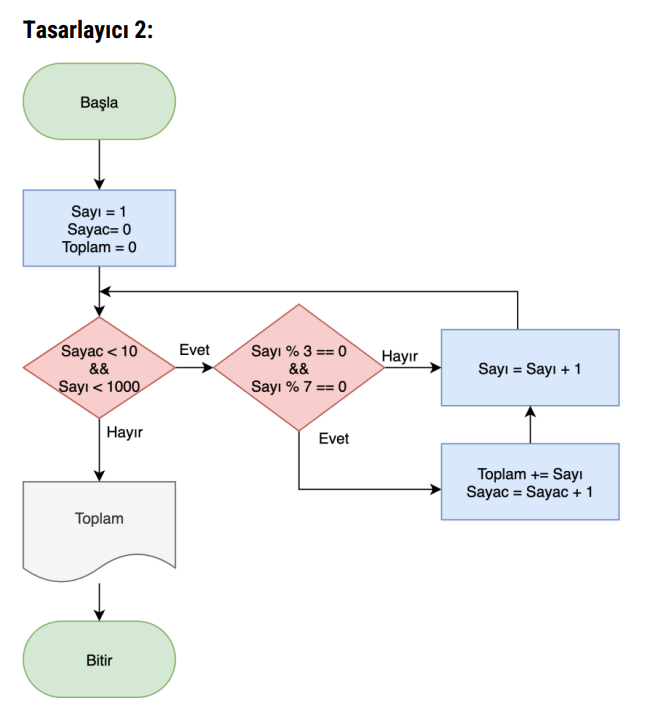 Tasarlayıcı 2:
Başla
Sayı = 1
Sayac= 0
Toplam = 0
Sayac < 10
&&
Sayı < 1000
Evet
Sayı % 3 == 0
&&
Sayı % 7 == 0
Hayır
Sayı = Sayı + 1
Hayır
Evet
Toplam += Sayı
Sayac = Sayac + 1
Toplam
Bitir